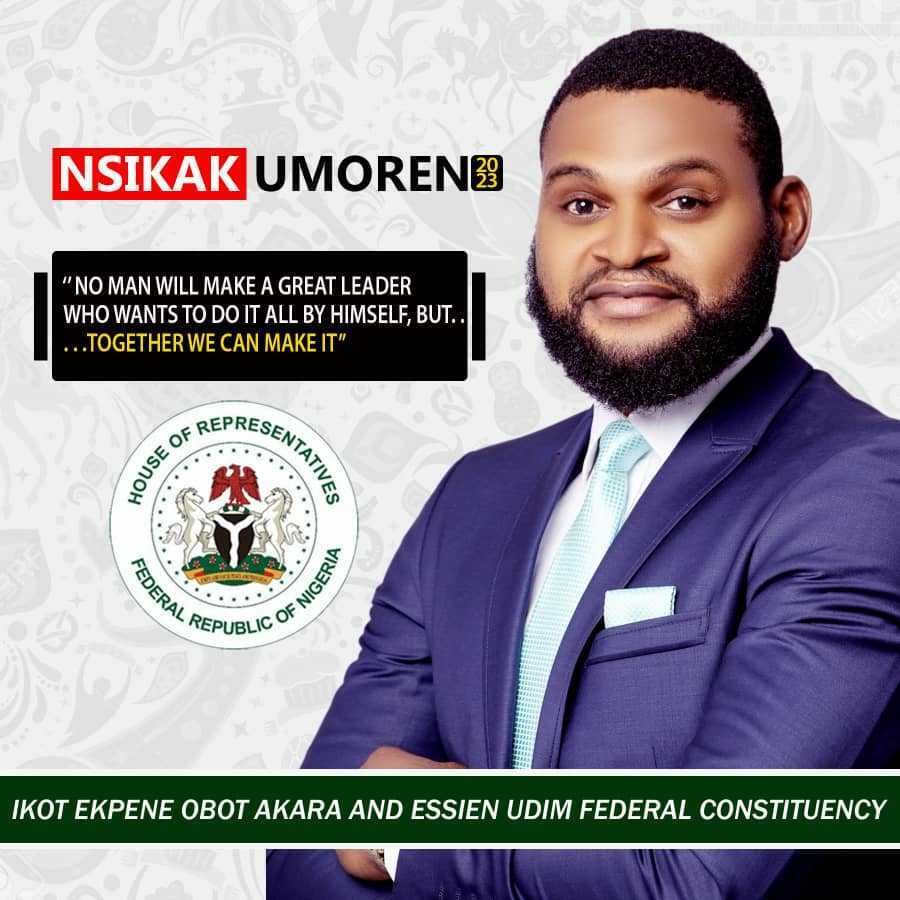 NSIKAK UMOREN 20 23
“NO MAN WILL MAKE A GREAT LEADER
WHO WANTS TO DO IT ALL BY HIMSELF, BUT. .
. . .TOGETHER WE CAN MAKE IT”
HOUSE OF REPRESENTATIVES
FEDERAL REPUBLIC OF NIGERIA
IKOT EKPENE OBOT AKARA AND ESSIEN UDIM FEDERAL CONSTITUENCY